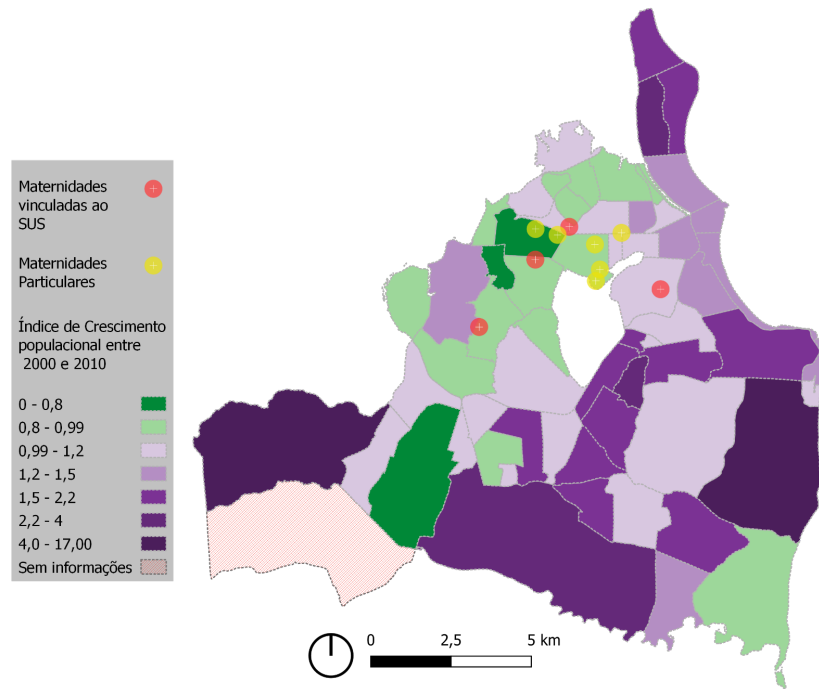 Maternidades
vinculadas ao
SUS
Maternidades
Particulares
Índice de Crescimento
populacional entre
2000 e 2010
0 - 0,8
0,8 - 0,99
0,99 - 1,2
1,2 - 1,5
1,5 - 2,2
2,2 - 4
4,0 - 17,00
Sem informações
0 2,5 5 km